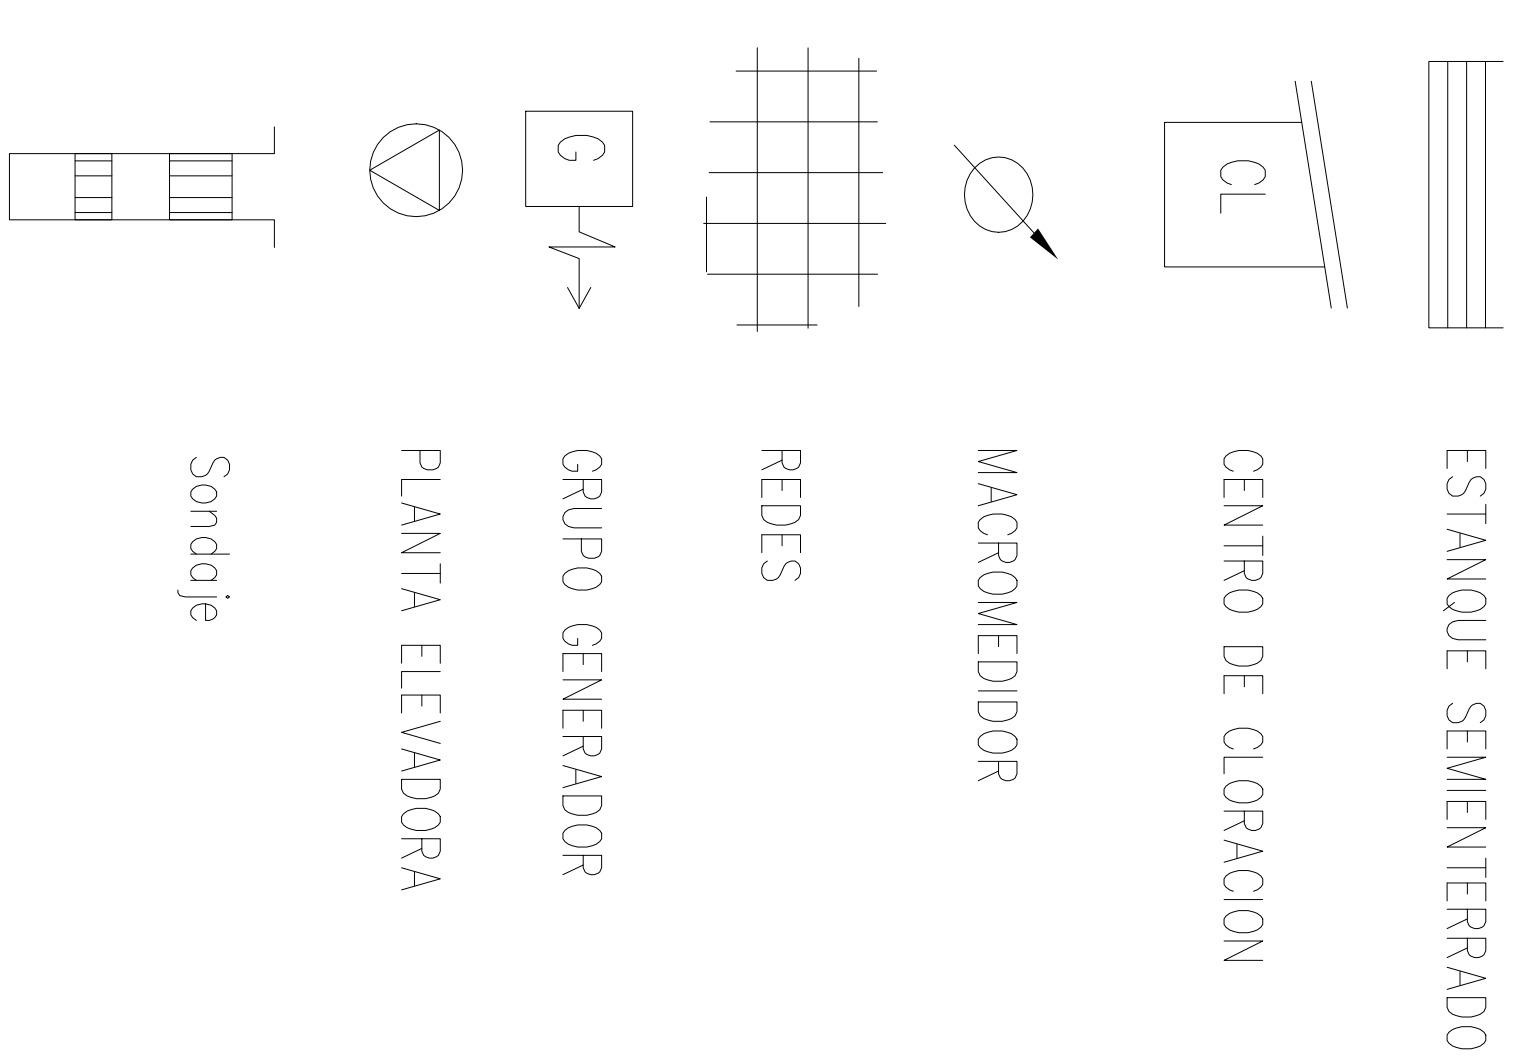 ESTANQUE SEMIENTERRADO
CL
CENTRO DE CLORACION
MACROMEDIDOR
REDES
G
GRUPO GENERADOR
PLANTA ELEVADORA
Sondaje